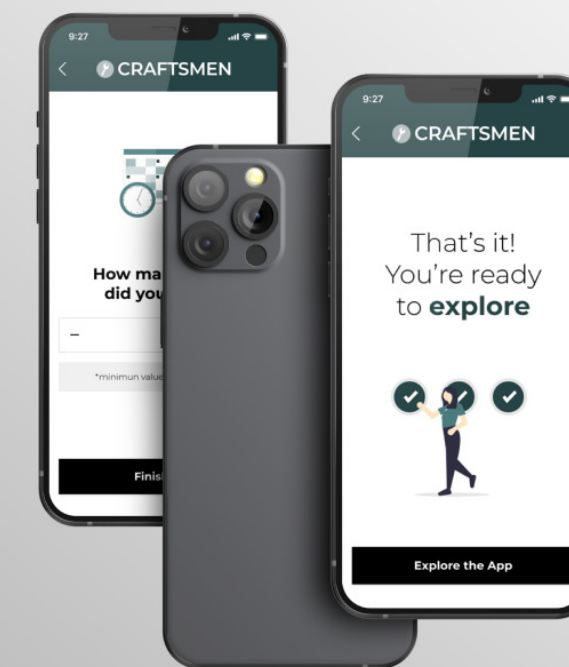 9:27
CRAFTSMEN
How ma
did you
–
*minimun value
Finis
9:27
CRAFTSMEN
That's it!
You're ready
to explore
Explore the App